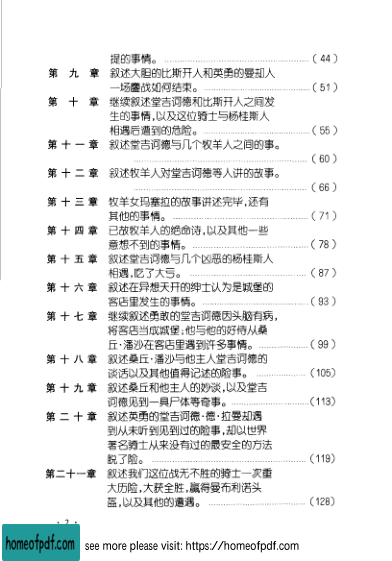 提的事情。 ……………………………… ( 44 )
第 九 章 叙述大胆的比斯开人和英勇的曼却人
一场鏖战如何结束。 ……………………… ( 51 )
第 十 章 继续叙述堂吉诃德和比斯开人之间发
生的事情,以及这位骑士与杨桂斯人
相遇后遭到的危险。 ……………………… ( 55 )
第 十 一 章 叙述堂吉诃德与几个牧羊人之间的事。
……………………………………… ( 60 )
第 十 二 章 叙述牧羊人对堂吉诃德等人讲的故事。
……………………………………… ( 66 )
第 十 三 章 牧羊女玛塞拉的故事讲述完毕,还有
其他的事情。 ……………………………… ( 71 )
第 十 四 章 已故牧羊人的绝命诗,以及其他一些
意想不到的事情。 ………………………… ( 78 )
第 十 五 章 叙述堂吉诃德与几个凶恶的杨桂斯人
相遇,吃了大亏。 ………………………… ( 87 )
第 十 六 章 叙述在异想天开的绅士认为是城堡的
客店里发生的事情。 ……………………… ( 93 )
第 十 七 章 继续叙述勇敢的堂吉诃德因头脑有病,
将客店当成城堡;他与他的好侍从桑
丘·潘沙在客店里遇到许多事情。 ………… ( 99 )
第 十 八 章 叙述桑丘·潘沙与他主人堂吉诃德的
谈话以及其他值得记述的险事。 ………… (105)
第 十 九 章 叙述桑丘和他主人的妙谈,以及堂吉
诃德见到一具尸体等奇事。 ……………… (113)
第 二 十 章 叙述英勇的堂吉诃德·德·拉曼却遇
到从未听到见到过的险事,却以世界
著名骑士从来没有过的最安全的方法
脱了险。 …………………………………… (119)
第二十一章 叙述我们这位战无不胜的骑士一次重
大历险,大获全胜,赢得曼布利诺头
盔,以及其他的遭遇。 …………………… (128)
· 2 ·
homeofpdf.com see more please visit: https://homeofpdf.com